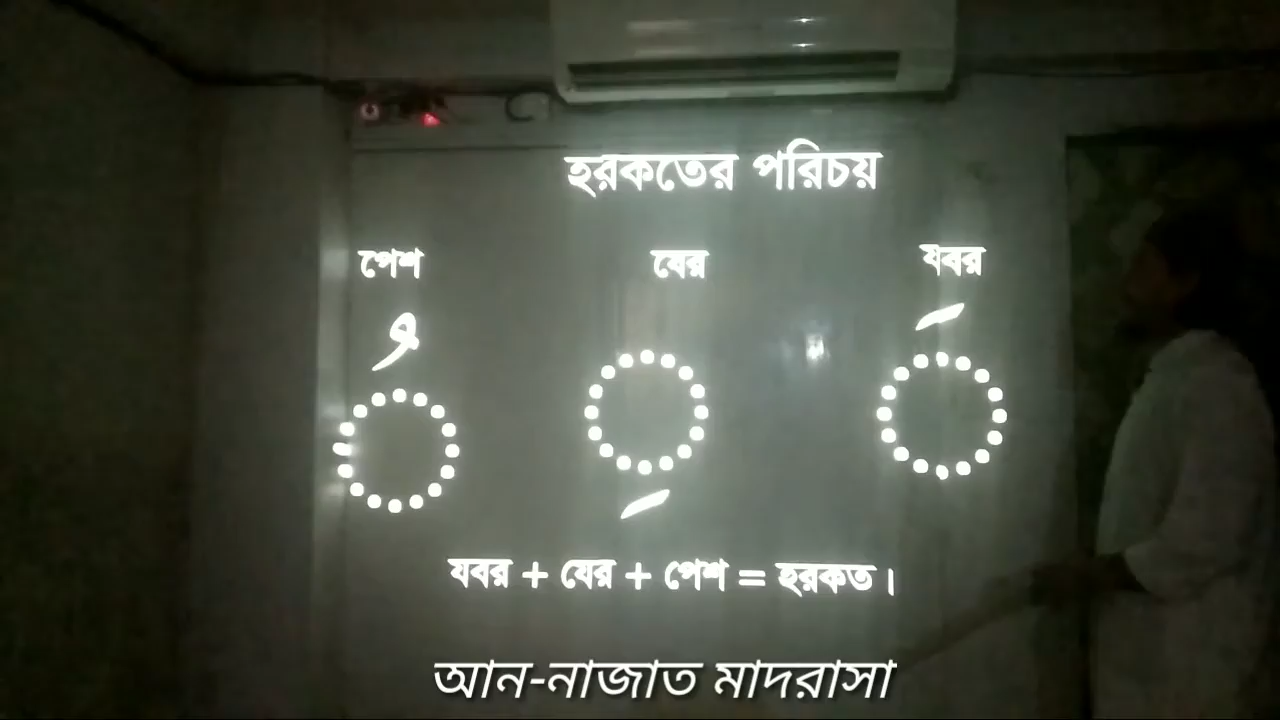 হরকতের পরিচয়
পেশ যের যবর
যবর + যের + পেশ = হরকত।
আন-নাজাত মাদরাসা